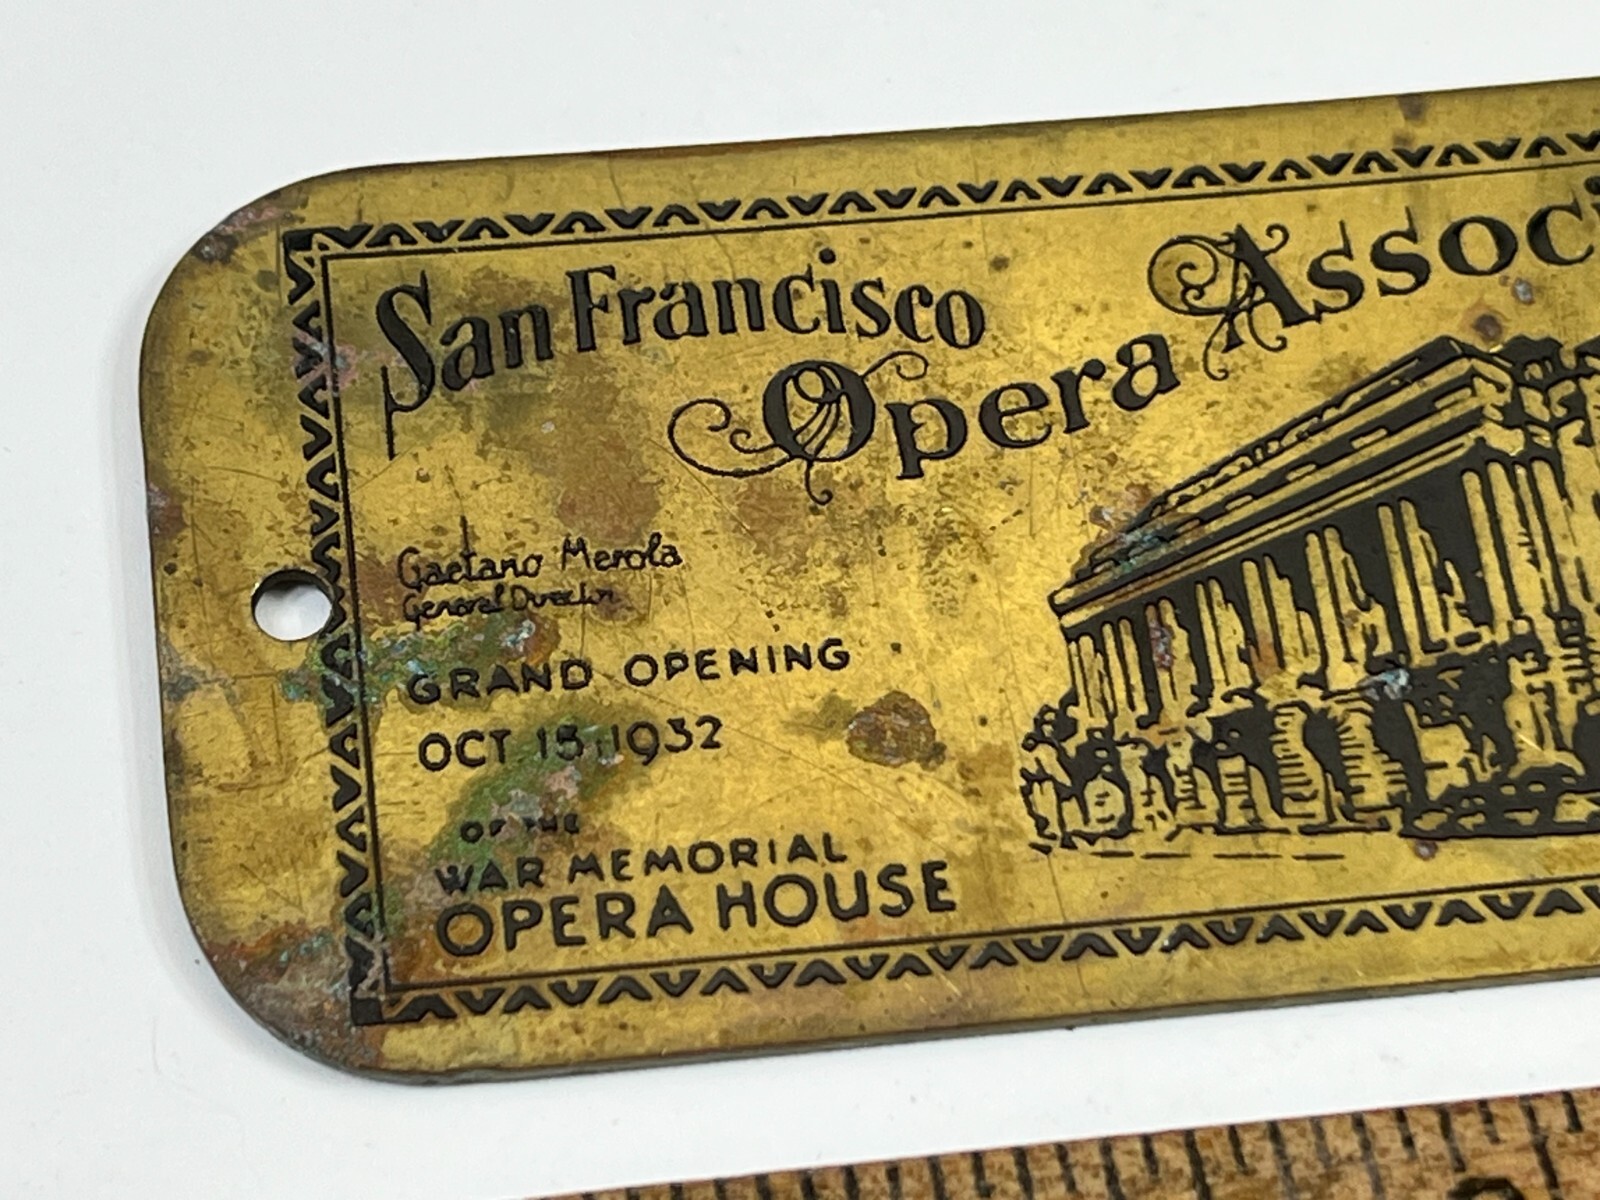 San Francisco
Opera Associ
Gaetano Merola
General Director
GRAND OPENING
OCT 15, 1932
OF THE
WAR MEMORIAL
OPERA HOUSE